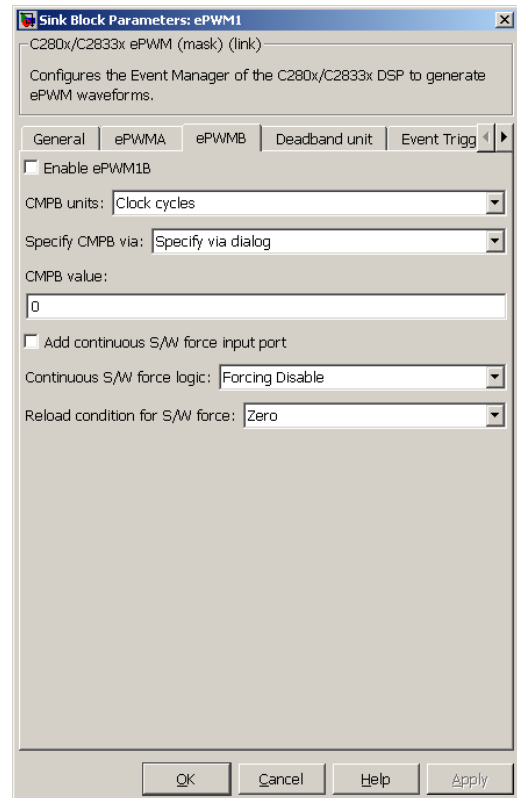 Sink Block Parameters: ePWM1
C280x/C2833x ePWM (mask) (link)
Configures the Event Manager of the C280x/C2833x DSP to generate
ePWM waveforms.
General ePWMA ePWMB Deadband unit Event Trigg
Enable ePWM1B
CMPB units: Clock cycles
Specify CMPB via: Specify via dialog
CMPB value:
0
Add continuous S/W force input port
Continuous S/W force logic: Forcing Disable
Reload condition for S/W force: Zero
OK Cancel Help Apply